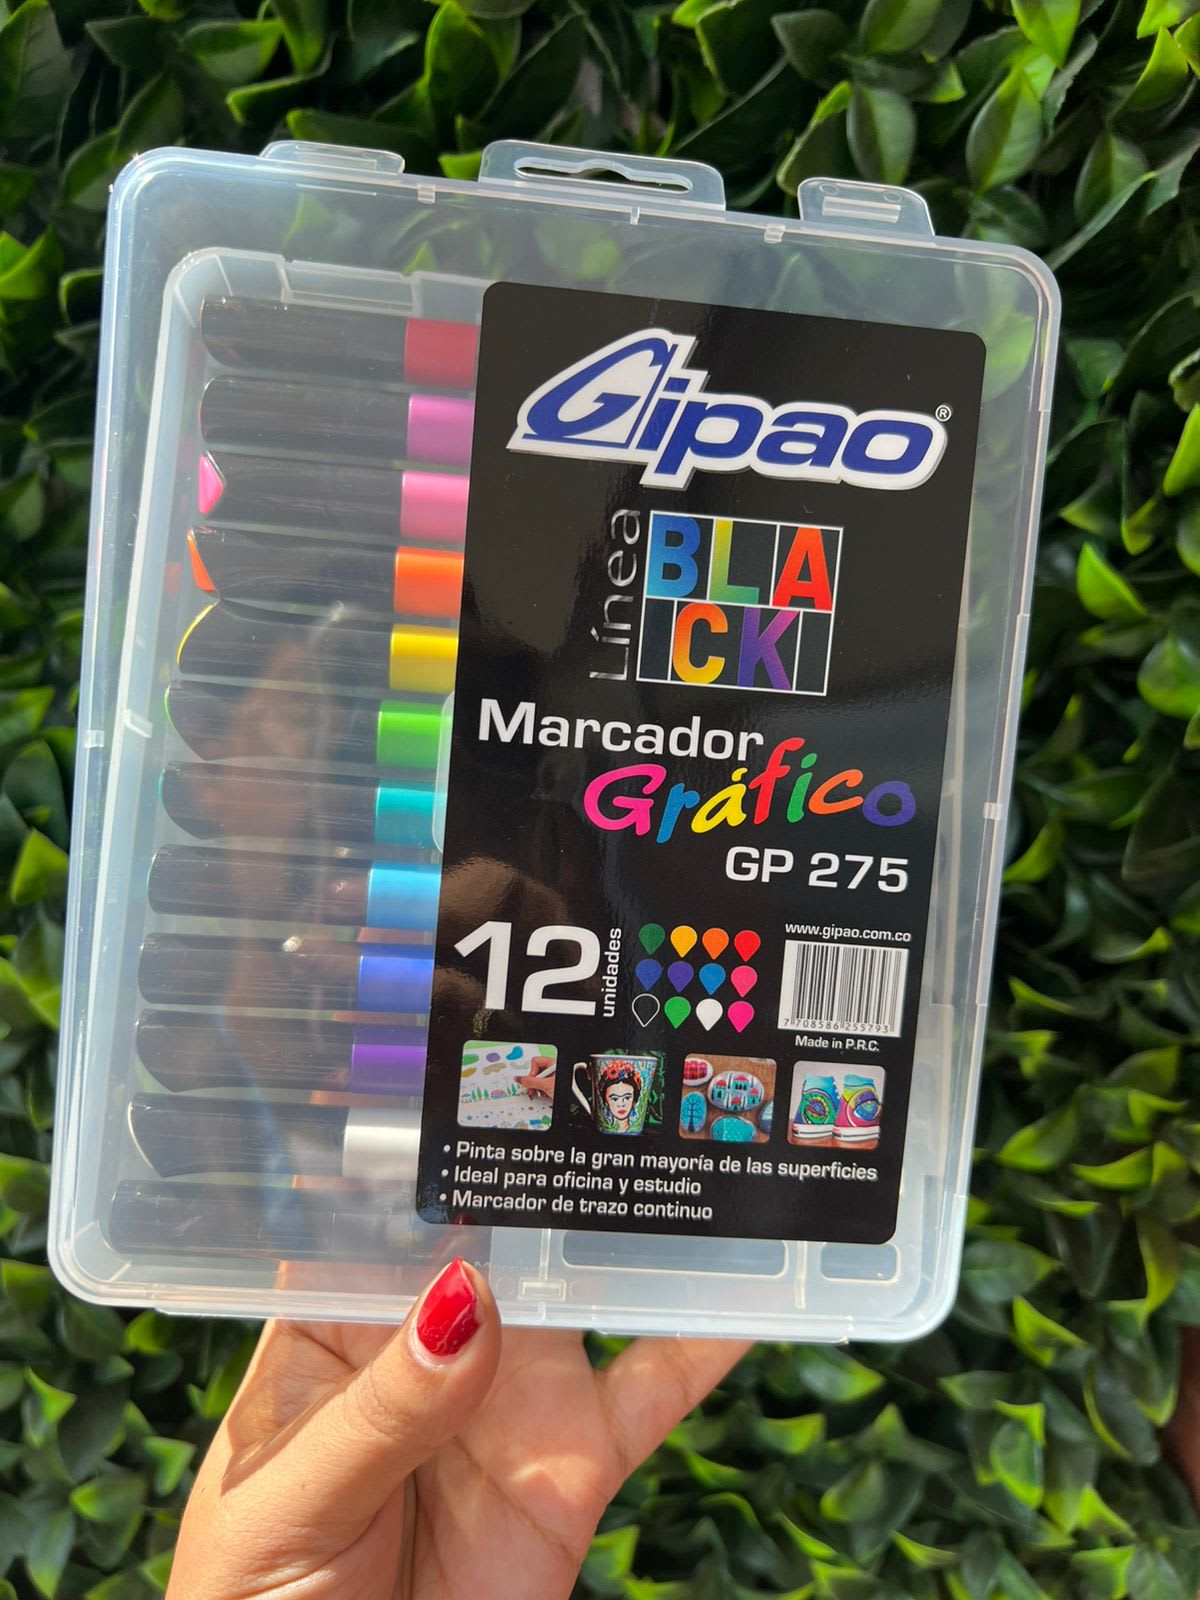 Gipao®
Línea
BLA
CK
Marcador
Gráfico
GP 275
12
unidades
www.gipao.com.co
7 708586 255793
Made in P.R.C.
• Pinta sobre la gran mayoría de las superficies
• Ideal para oficina y estudio
• Marcador de trazo continuo